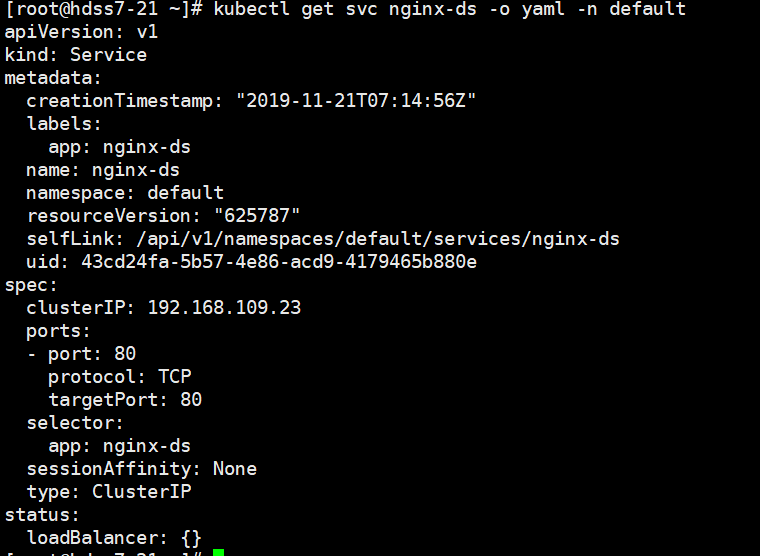 [root@hdss7-21 ~]# kubectl get svc nginx-ds -o yaml -n default
apiVersion: v1
kind: Service
metadata:
  creationTimestamp: "2019-11-21T07:14:56Z"
  labels:
    app: nginx-ds
  name: nginx-ds
  namespace: default
  resourceVersion: "625787"
  selfLink: /api/v1/namespaces/default/services/nginx-ds
  uid: 43cd24fa-5b57-4e86-acd9-4179465b880e
spec:
  clusterIP: 192.168.109.23
  ports:
  - port: 80
    protocol: TCP
    targetPort: 80
  selector:
    app: nginx-ds
  sessionAffinity: None
  type: ClusterIP
status:
  loadBalancer: {}
[root@hdss7-21 ~]#